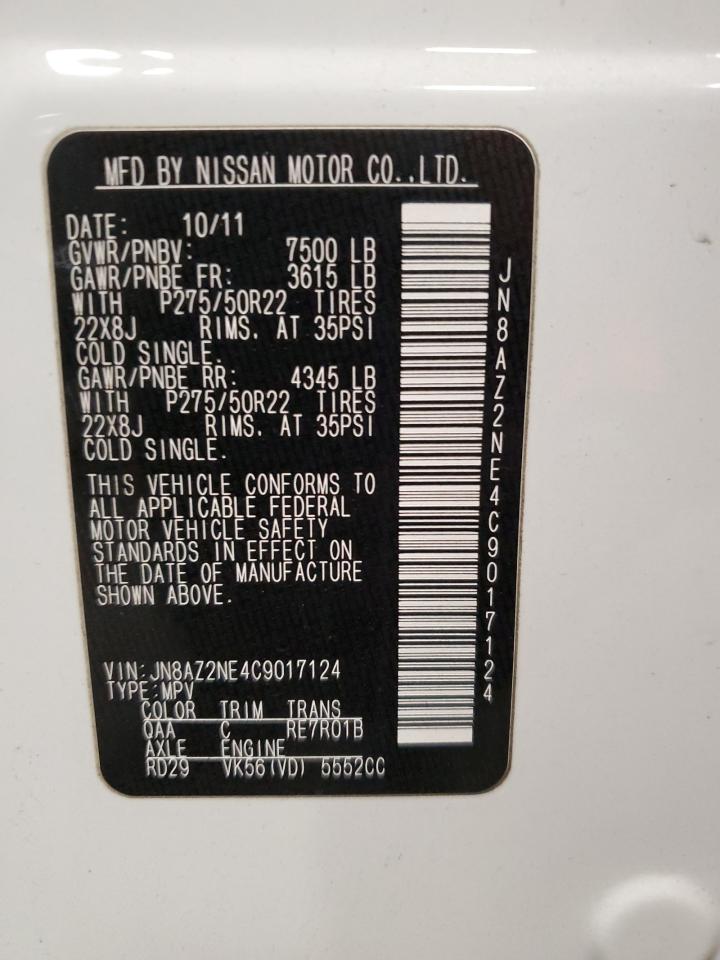 MFD BY NISSAN MOTOR CO.,LTD.
DATE: 10/11
GVWR/PNBV: 7500 LB
GAWR/PNBE FR: 3615 LB
WITH P275/50R22 TIRES
22X8J RIMS. AT 35PSI
COLD SINGLE.
GAWR/PNBE RR: 4345 LB
WITH P275/50R22 TIRES
22X8J RIMS. AT 35PSI
COLD SINGLE.
THIS VEHICLE CONFORMS TO
ALL APPLICABLE FEDERAL
MOTOR VEHICLE SAFETY
STANDARDS IN EFFECT ON
THE DATE OF MANUFACTURE
SHOWN ABOVE.
VIN:JN8AZ2NE4C9017124
TYPE:MPV
COLOR TRIM TRANS
QAA C RE7R01B
AXLE ENGINE
RD29 VK56(VD) 5552CC
JN8AZ2NE4C9017124